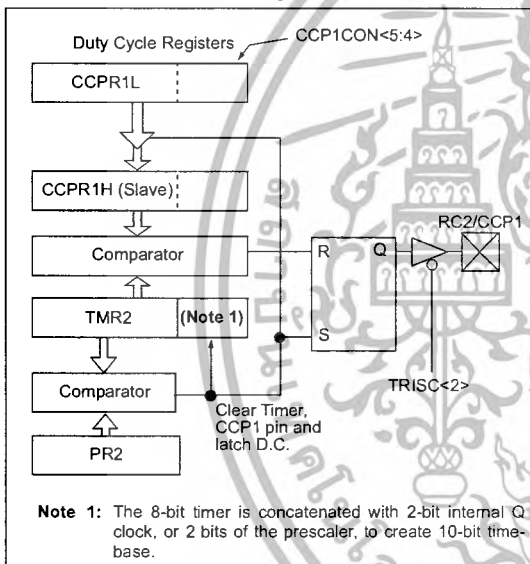 Duty Cycle Registers
CCP1CON<5:4>
CCPR1L
CCPR1H (Slave)
Comparator
TMR2
(Note 1)
Comparator
PR2
R
Q
S
RC2/CCP1
TRISC<2>
Clear Timer,
CCP1 pin and
latch D.C.
Note 1: The 8-bit timer is concatenated with 2-bit internal Q
clock, or 2 bits of the prescaler, to create 10-bit time-
base.